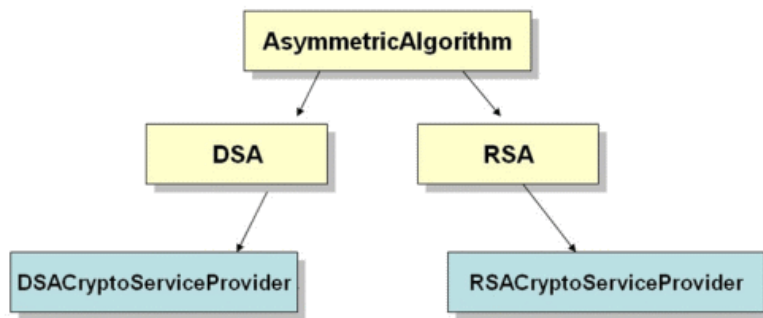 AsymmetricAlgorithm
DSA
RSA
DSACryptoServiceProvider
RSACryptoServiceProvider